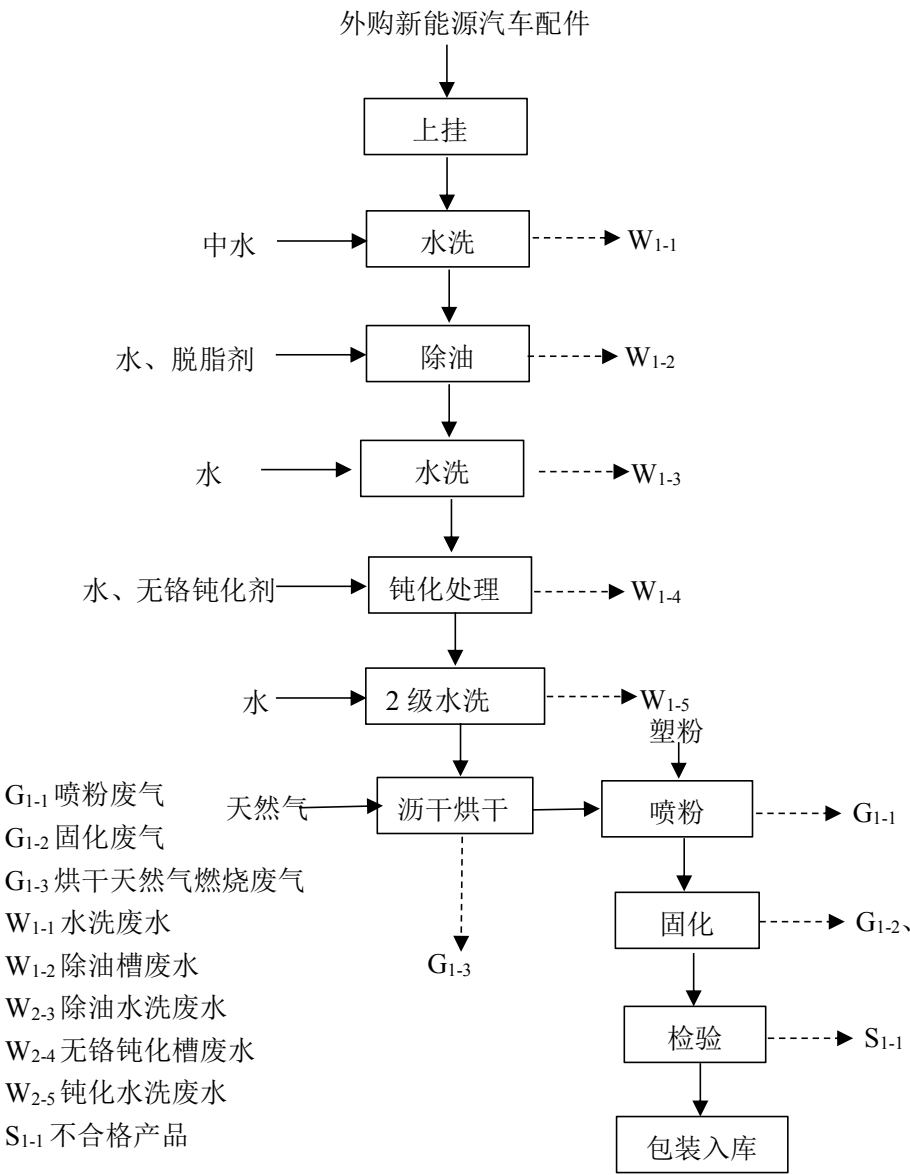 外购新能源汽车配件
上挂
中水
水洗
W1-1
水、脱脂剂
除油
W1-2
水
水洗
W1-3
水、无铬钝化剂
钝化处理
W1-4
水
2级水洗
W1-5
塑粉
天然气
沥干烘干
喷粉
G1-1
固化
G1-2、
G1-3
检验
S1-1
包装入库
G1-1喷粉废气
G1-2固化废气
G1-3烘干天然气燃烧废气
W1-1水洗废水
W1-2除油槽废水
W2-3除油水洗废水
W2-4无铬钝化槽废水
W2-5钝化水洗废水
S1-1不合格产品